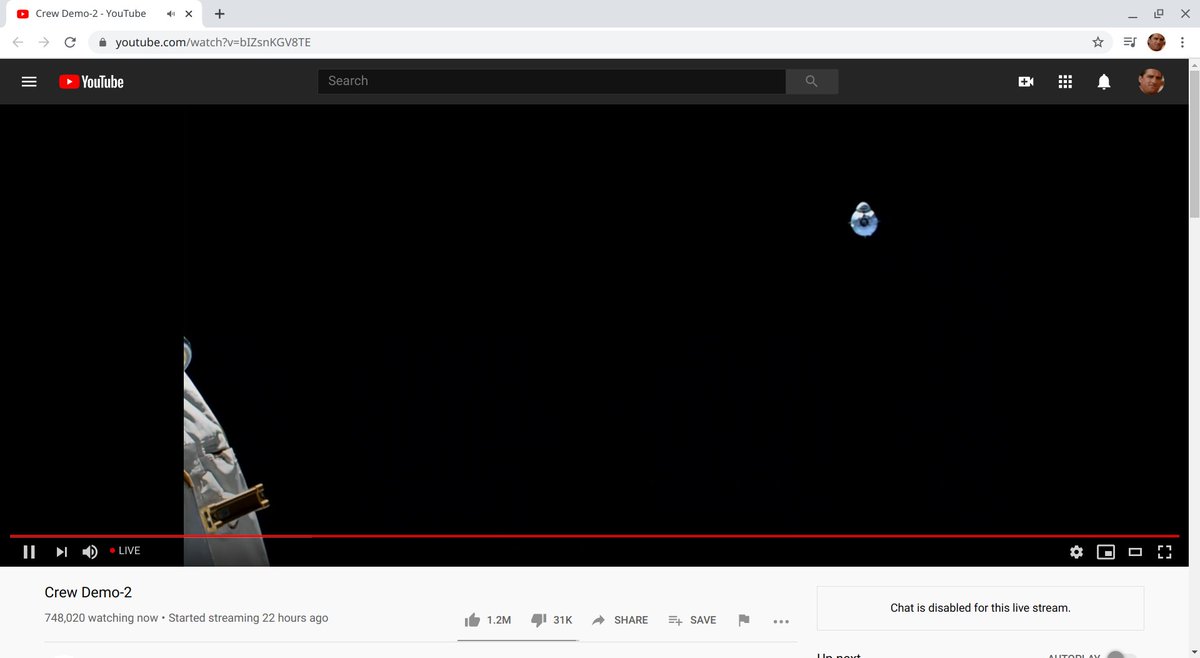 Crew Demo-2 - YouTube
youtube.com/watch?v=bIZsnKGV8TE
YouTube
Search
LIVE
Crew Demo-2
748,020 watching now • Started streaming 22 hours ago
1.2M 31K SHARE SAVE
Chat is disabled for this live stream.
Up next AUTOPLAY